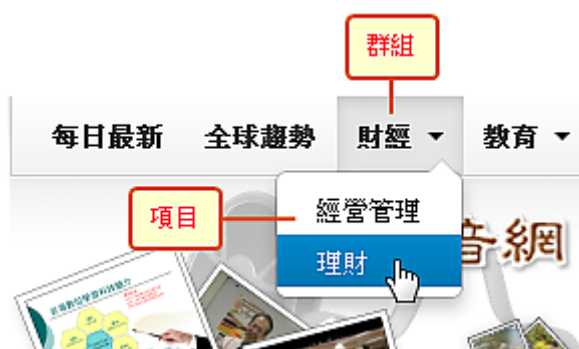 群組
每日最新 全球趨勢 財經 教育
項目
經營管理
音網
理財